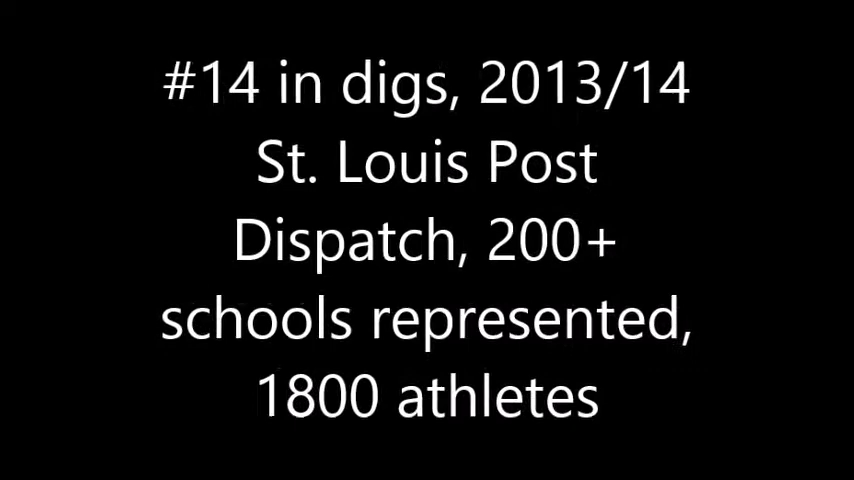 #14 in digs, 2013/14
St. Louis Post
Dispatch, 200+
schools represented,
1800 athletes